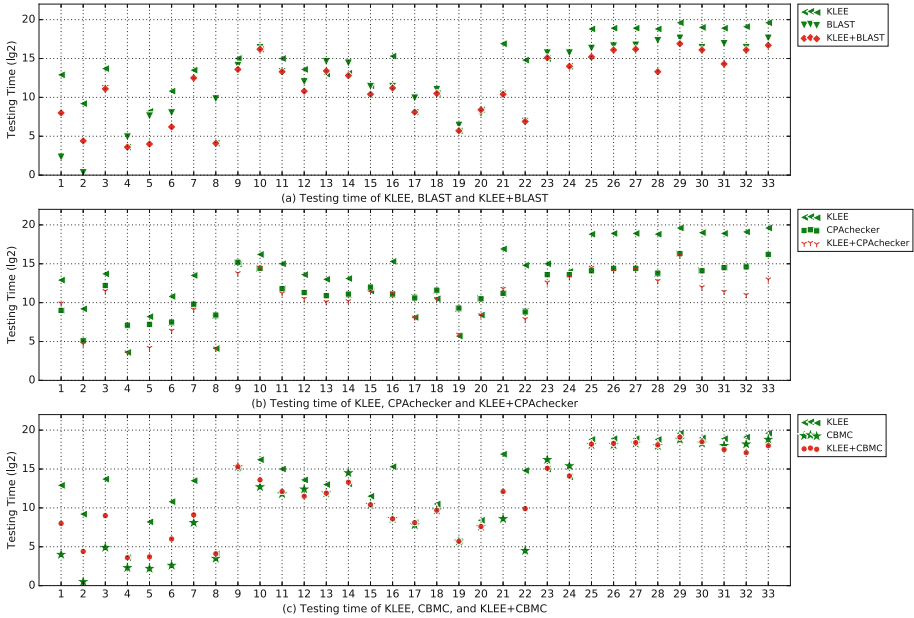 20
15
10
5
0
Testing Time (lg2)
1 2 3 4 5 6 7 8 9 10 11 12 13 14 15 16 17 18 19 20 21 22 23 24 25 26 27 28 29 30 31 32 33
(a) Testing time of KLEE, BLAST and KLEE+BLAST
KLEE
BLAST
KLEE+BLAST
20
15
10
5
0
Testing Time (lg2)
1 2 3 4 5 6 7 8 9 10 11 12 13 14 15 16 17 18 19 20 21 22 23 24 25 26 27 28 29 30 31 32 33
(b) Testing time of KLEE, CPAchecker and KLEE+CPAchecker
KLEE
CPAchecker
KLEE+CPAchecker
20
15
10
5
0
Testing Time (lg2)
1 2 3 4 5 6 7 8 9 10 11 12 13 14 15 16 17 18 19 20 21 22 23 24 25 26 27 28 29 30 31 32 33
(c) Testing time of KLEE, CBMC, and KLEE+CBMC
KLEE
CBMC
KLEE+CBMC